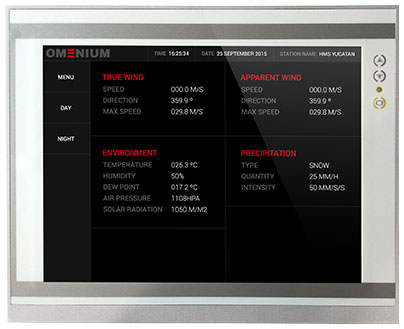 OMENIUM TIME 16:25:34 DATE 25 SEPTEMBER 2015 STATION NAME HMS YUCATAN
MENU
DAY
NIGHT
TRUE WIND
SPEED 000.0 M/S
DIRECTION 359.9 º
MAX SPEED 029.8 M/S
APPARENT WIND
SPEED 000.0 M/S
DIRECTION 359.9 º
MAX SPEED 029.8 M/S
ENVIRONMENT
TEMPERATURE 025.3 ºC
HUMIDITY 50%
DEW POINT 017.2 ºC
AIR PRESSURE 1108HPA
SOLAR RADIATION 1050 M/M2
PRECIPITATION
TYPE SNOW
QUANTITY 25 MM/H
INTENSITY 50 MM/S/S